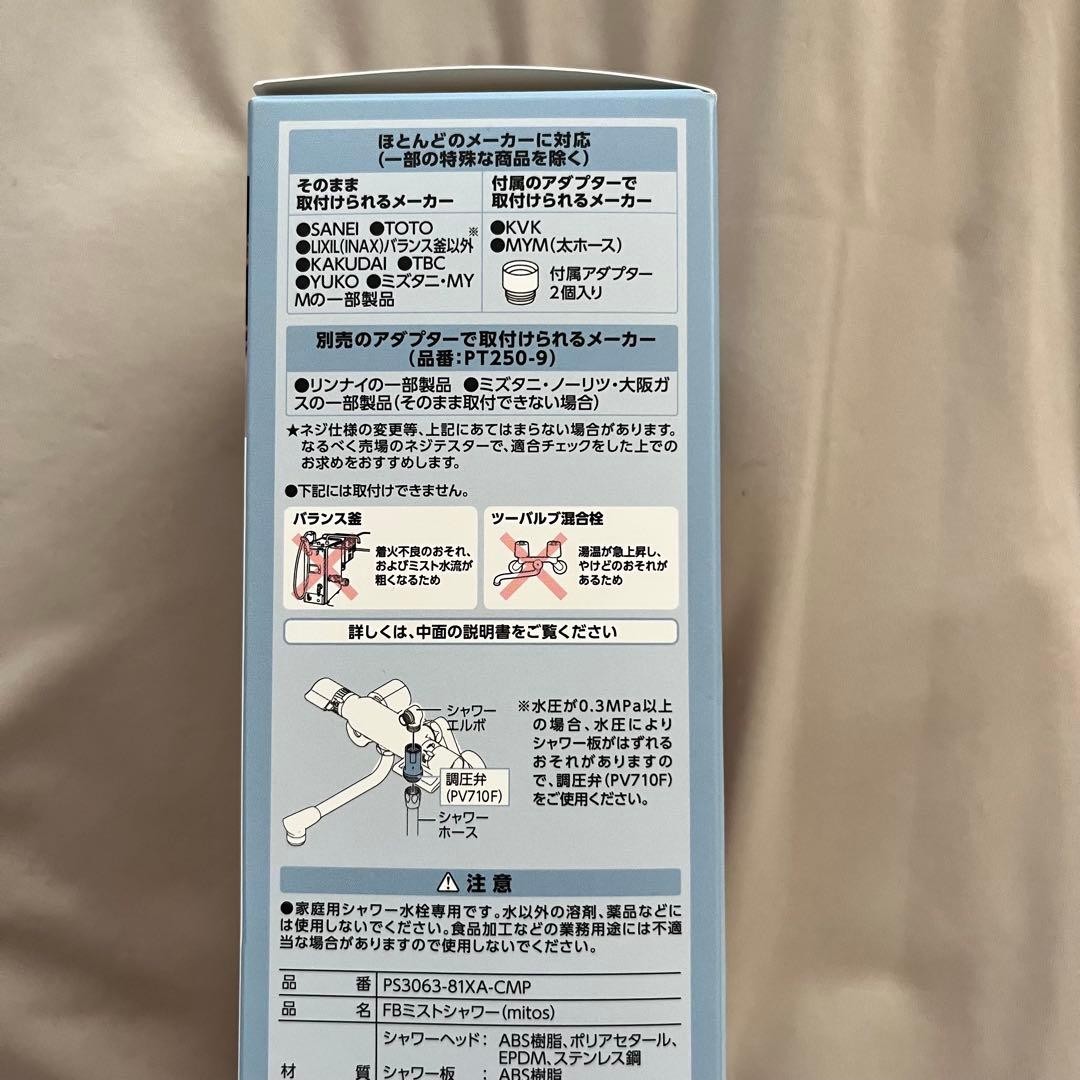 ほとんどのメーカーに対応
(一部の特殊な商品を除く)
そのまま
取付けられるメーカー
●SANEI ●TOTO ※
●LIXIL(INAX)バランス釜以外
●KAKUDAI ●TBC
●YUKO ●ミズタニ・MY
Mの一部製品
付属のアダプターで
取付けられるメーカー
●KVK
●MYM(太ホース)
付属アダプター
2個入り
別売のアダプターで取付けられるメーカー
(品番:PT250-9)
●リンナイの一部製品 ●ミズタニ・ノーリツ・大阪ガ
スの一部製品(そのまま取付できない場合)
★ネジ仕様の変更等、上記にあてはまらない場合があります。
なるべく売場のネジテスターで、適合チェックをした上での
お求めをおすすめします。
●下記には取付けできません。
バランス釜
着火不良のおそれ、
およびミスト水流が
粗くなるため
ツーバルブ混合栓
湯温が急上昇し、
やけどのおそれが
あるため
詳しくは、中面の説明書をご覧ください
シャワー
エルボ
調圧弁
(PV710F)
シャワー
ホース
※水圧が0.3MPa以上
の場合、水圧により
シャワー板がはずれる
おそれがありますの
で、調圧弁(PV710F)
をご使用ください。
⚠注意
●家庭用シャワー水栓専用です。水以外の溶剤、薬品などに
は使用しないでください。食品加工などの業務用途には不適
当な場合がありますので使用しないでください。
品番 PS3063-81XA-CMP
品名 FBミストシャワー(mitos)
材質 シャワーヘッド: ABS樹脂、ポリアセタール、
EPDM、ステンレス鋼
シャワー板 : ABS樹脂